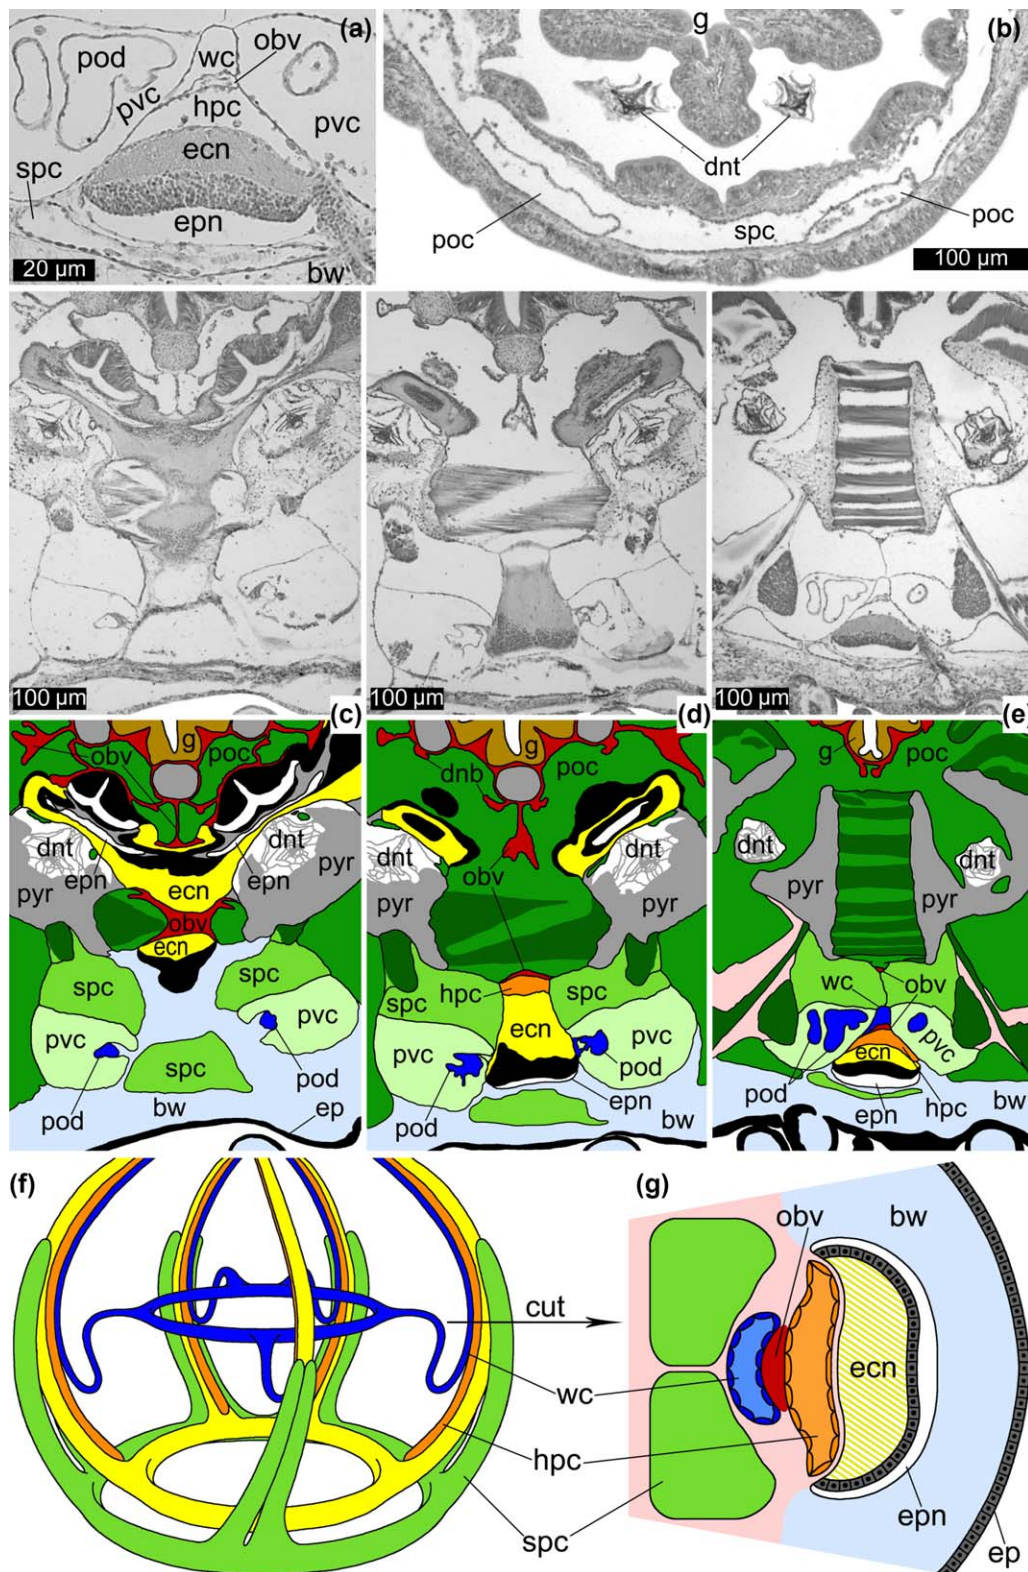 (a)
pod
wc
obv
pvc
hpc
pvc
ecn
spc
epn
bw
20 µm
(b)
g
dnt
poc
spc
poc
100 µm
100 µm
100 µm
100 µm
(c)
obv
g
poc
dnt
epn
pyr
ecn
epn
dnt
pyr
obv
ecn
spc
spc
pvc
pod
spc
pod
bw
ep
(d)
g
dnb
poc
dnt
dnt
obv
pyr
pyr
spc
hpc
spc
ecn
pvc
pvc
pod
pod
epn
bw
(e)
g
poc
dnt
dnt
pyr
pyr
wc
obv
pvc
ecn
pod
epn
hpc
bw
(f)
cut
wc
hpc
spc
(g)
obv
bw
ecn
epn
ep